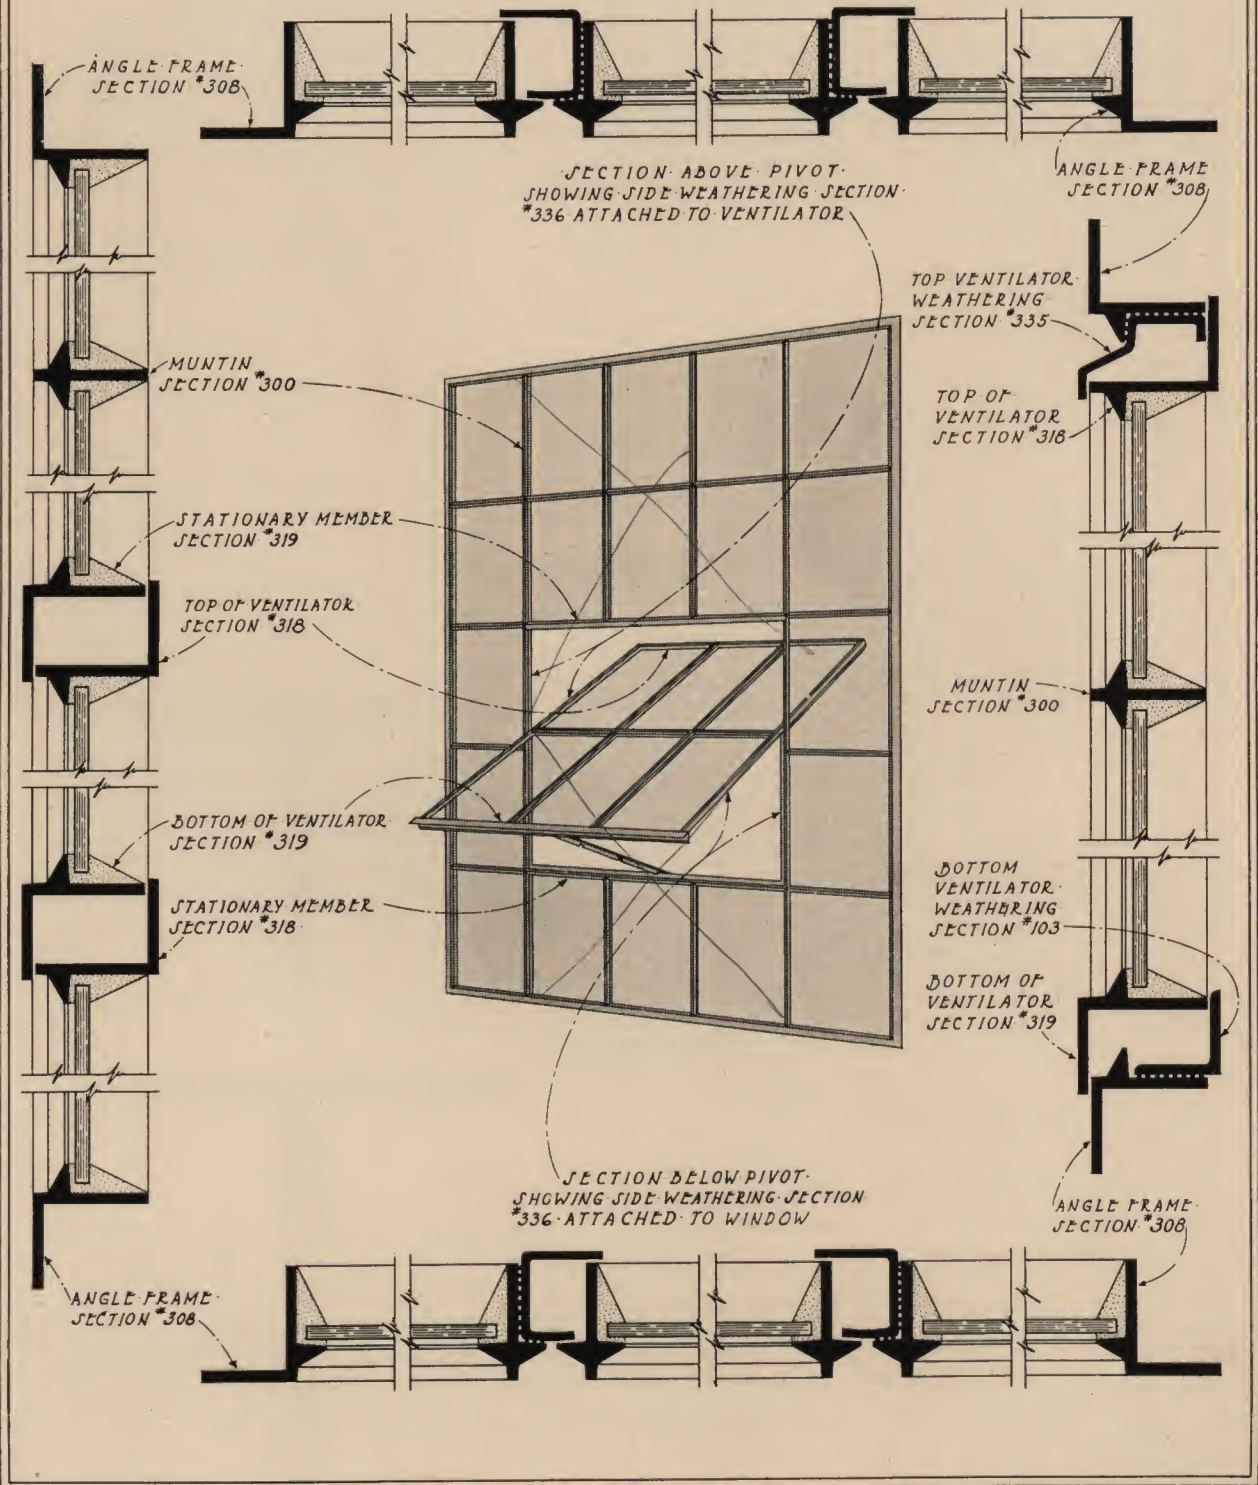 ANGLE FRAME
SECTION #308
SECTION ABOVE PIVOT
SHOWING SIDE WEATHERING SECTION
#336 ATTACHED TO VENTILATOR
ANGLE FRAME
SECTION #308
TOP VENTILATOR
WEATHERING
SECTION #335
MUNTIN
SECTION #300
TOP OF
VENTILATOR
SECTION #318
STATIONARY MEMBER
SECTION #319
TOP OF VENTILATOR
SECTION #318
MUNTIN
SECTION #300
BOTTOM OF VENTILATOR
SECTION #319
BOTTOM
VENTILATOR
WEATHERING
SECTION #103
STATIONARY MEMBER
SECTION #318
BOTTOM OF
VENTILATOR
SECTION #319
SECTION BELOW PIVOT
SHOWING SIDE WEATHERING SECTION
#336 ATTACHED TO WINDOW
ANGLE FRAME
SECTION #308
ANGLE FRAME
SECTION #308